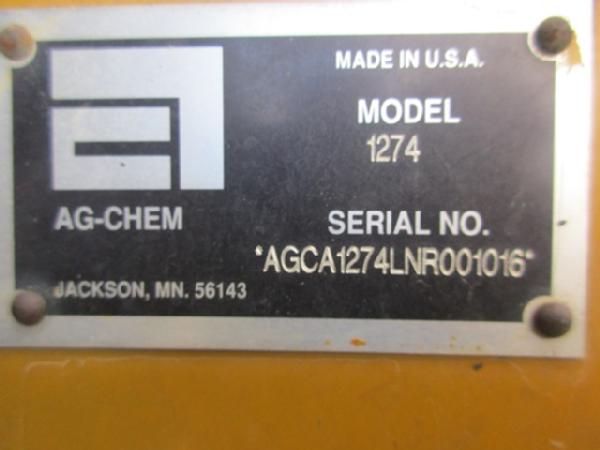 MADE IN U.S.A.
MODEL
1274
AG-CHEM
SERIAL NO.
*AGCA1274LNR001016*
JACKSON, MN. 56143